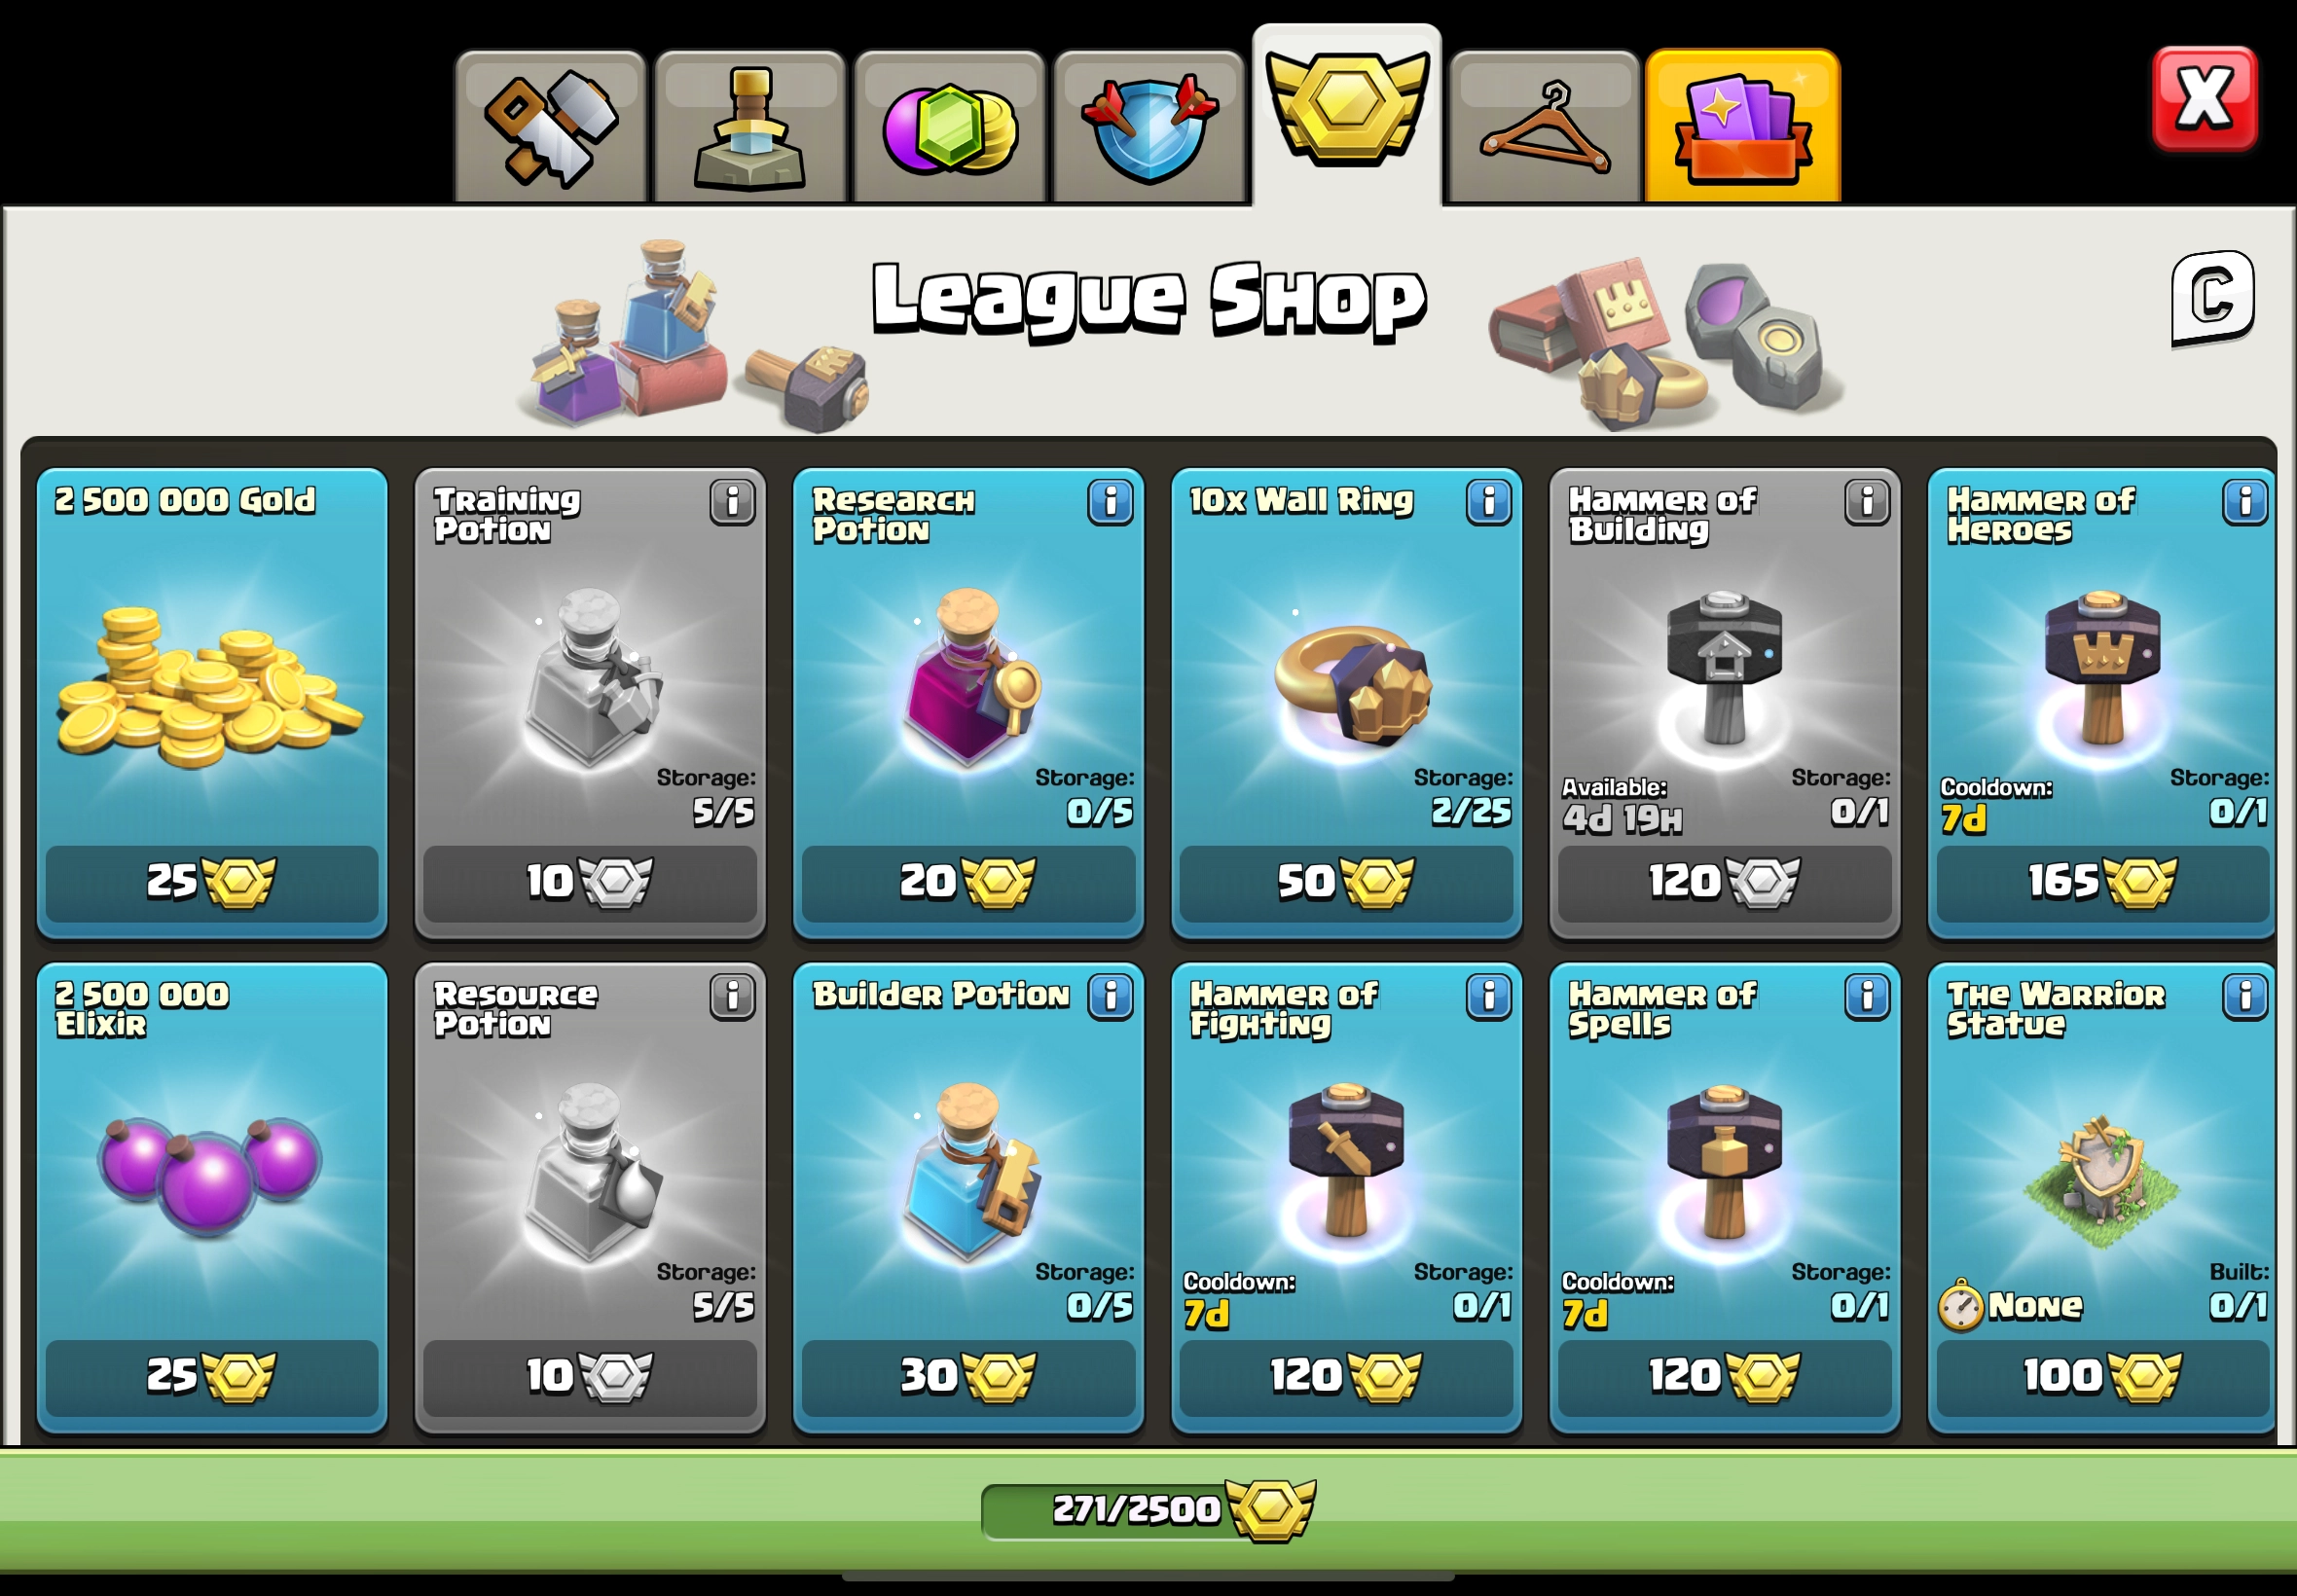 X
League Shop
C
2 500 000 Gold
Training
Potion
i
Storage:
5/5
Research
Potion
i
Storage:
0/5
10x Wall Ring
i
Storage:
2/25
Hammer of
Building
i
Available:
4d 19H
Storage:
0/1
Hammer of
Heroes
i
Cooldown:
7d
Storage:
0/1
25
10
20
50
120
165
2 500 000
Elixir
Resource
Potion
i
Storage:
5/5
Builder Potion
i
Storage:
0/5
Hammer of
Fighting
i
Cooldown:
7d
Storage:
0/1
Hammer of
Spells
i
Cooldown:
7d
Storage:
0/1
The Warrior
Statue
i
None
Built:
0/1
25
10
30
120
120
100
271/2500